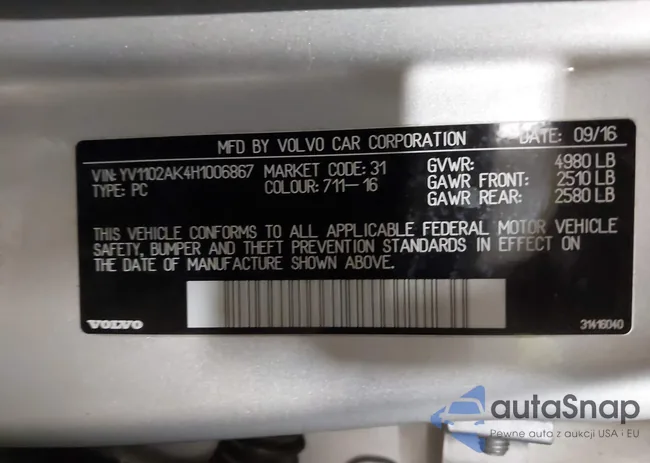 MFD BY VOLVO CAR CORPORATION DATE: 09/16
VIN: YV1102AK4H1006867 MARKET CODE: 31 GVWR: 4980 LB
TYPE: PC COLOUR: 711-16 GAWR FRONT: 2510 LB
GAWR REAR: 2580 LB
THIS VEHICLE CONFORMS TO ALL APPLICABLE FEDERAL MOTOR VEHICLE
SAFETY, BUMPER AND THEFT PREVENTION STANDARDS IN EFFECT ON
THE DATE OF MANUFACTURE SHOWN ABOVE.
VOLVO 31416040
autaSnap
Pewne auta z aukcji USA i EU